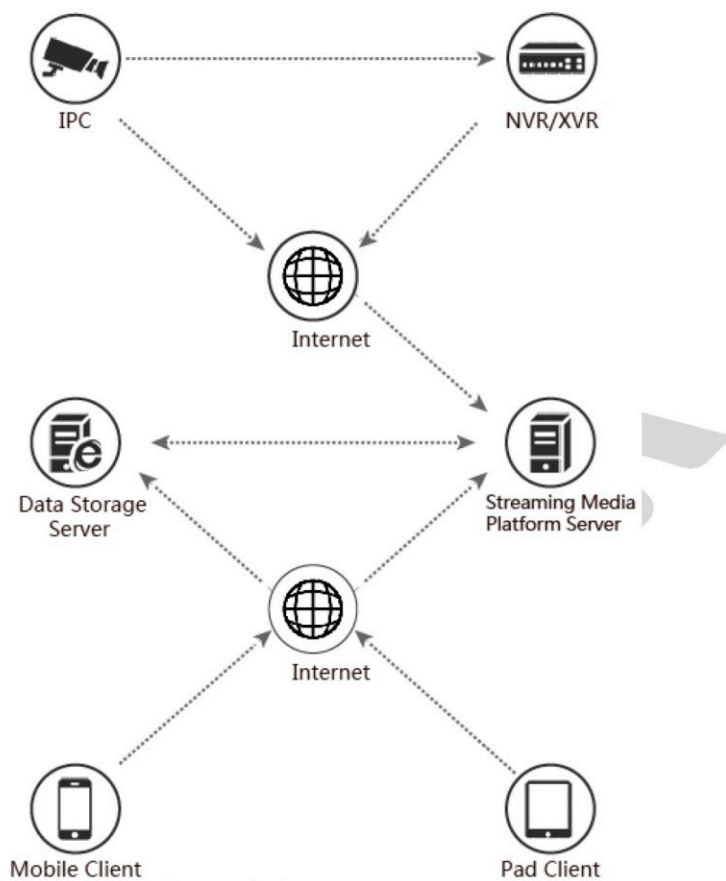 IPC
NVR/XVR
Internet
Data Storage
Server
Streaming Media
Platform Server
Internet
Mobile Client
Pad Client